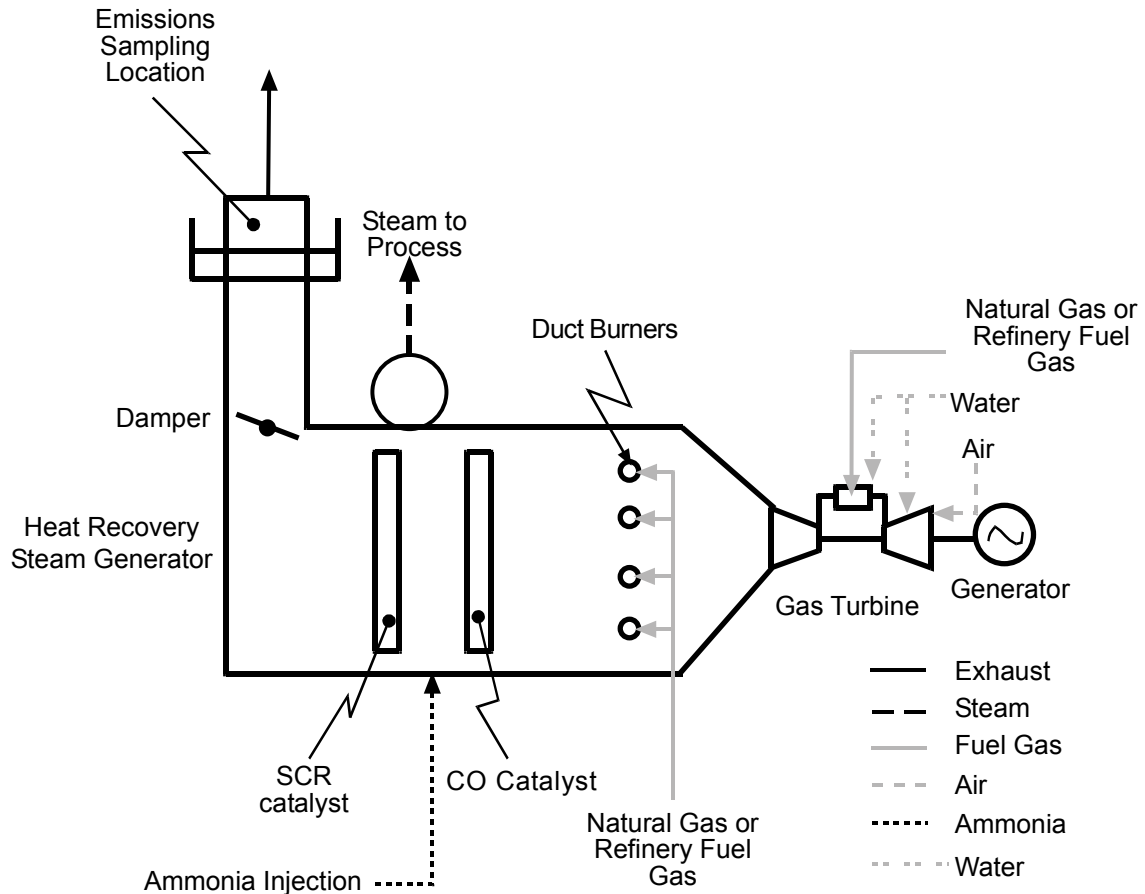 Emissions
Sampling
Location
Steam to
Process
Duct Burners
Natural Gas or
Refinery Fuel
Gas
Water
Air
Damper
Heat Recovery
Steam Generator
Generator
Gas Turbine
SCR
catalyst
CO Catalyst
Natural Gas or
Refinery Fuel
Gas
Ammonia Injection
Exhaust
Steam
Fuel Gas
Air
Ammonia
Water